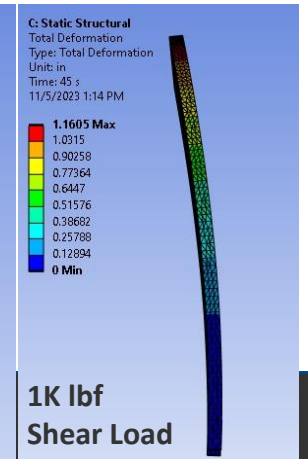 C: Static Structural
Total Deformation
Type: Total Deformation
Unit: in
Time: 45 s
11/5/2023 1:14 PM
1.1605 Max
1.0315
0.90258
0.77364
0.6447
0.51576
0.38682
0.25788
0.12894
0 Min
1K lbf
Shear Load